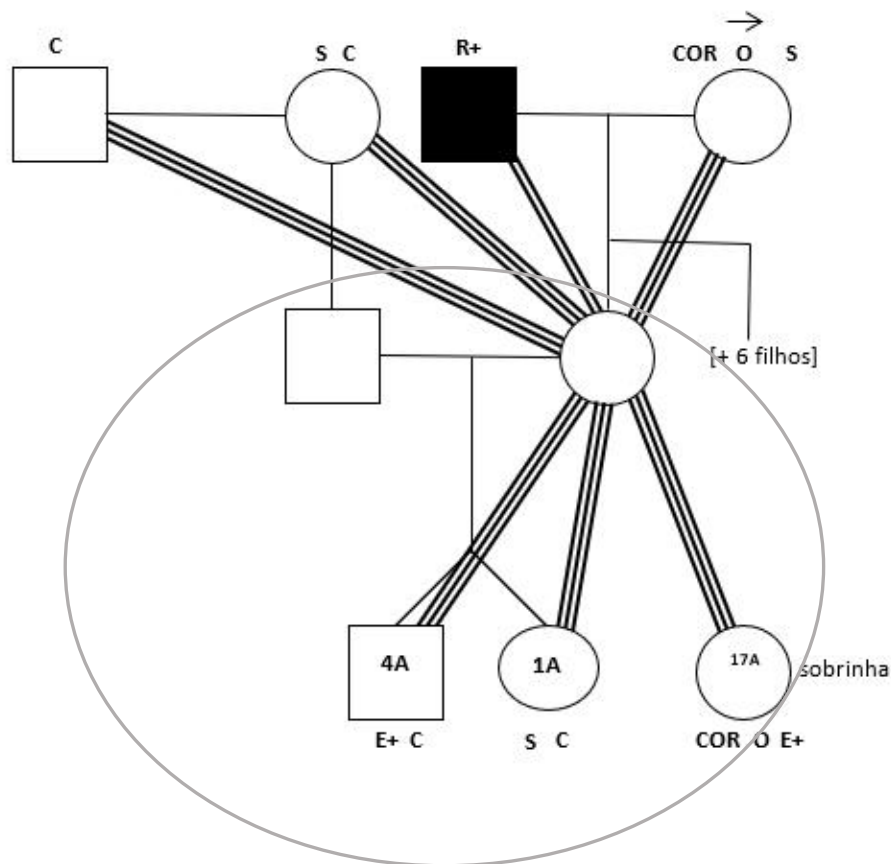 C
S C
R+
COR O S
[+ 6 filhos]
4A
1A
17A
sobrinha
E+ C
S C
COR O E+